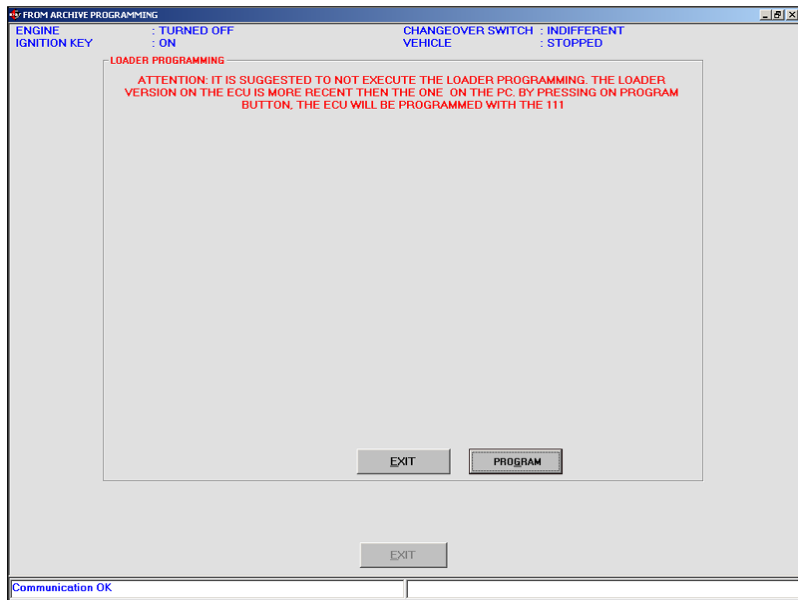 FROM ARCHIVE PROGRAMMING
ENGINE : TURNED OFF CHANGEOVER SWITCH : INDIFFERENT
IGNITION KEY : ON VEHICLE : STOPPED
LOADER PROGRAMMING
ATTENTION: IT IS SUGGESTED TO NOT EXECUTE THE LOADER PROGRAMMING. THE LOADER
VERSION ON THE ECU IS MORE RECENT THEN THE ONE ON THE PC. BY PRESSING ON PROGRAM
BUTTON, THE ECU WILL BE PROGRAMMED WITH THE 111
EXIT PROGRAM
EXIT
Communication OK